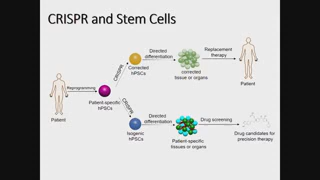 CRISPR and Stem Cells
Patient
Reprogramming
Patient-specific
hPSCs
CRISPR
Corrected
hPSCs
Directed
differentiation
corrected
tissue or organs
Replacement
therapy
Patient
CRISPR
Isogenic
hPSCs
Directed
differentiation
Patient-specific
tissues or organs
Drug screening
Drug candidates for
precision therapy